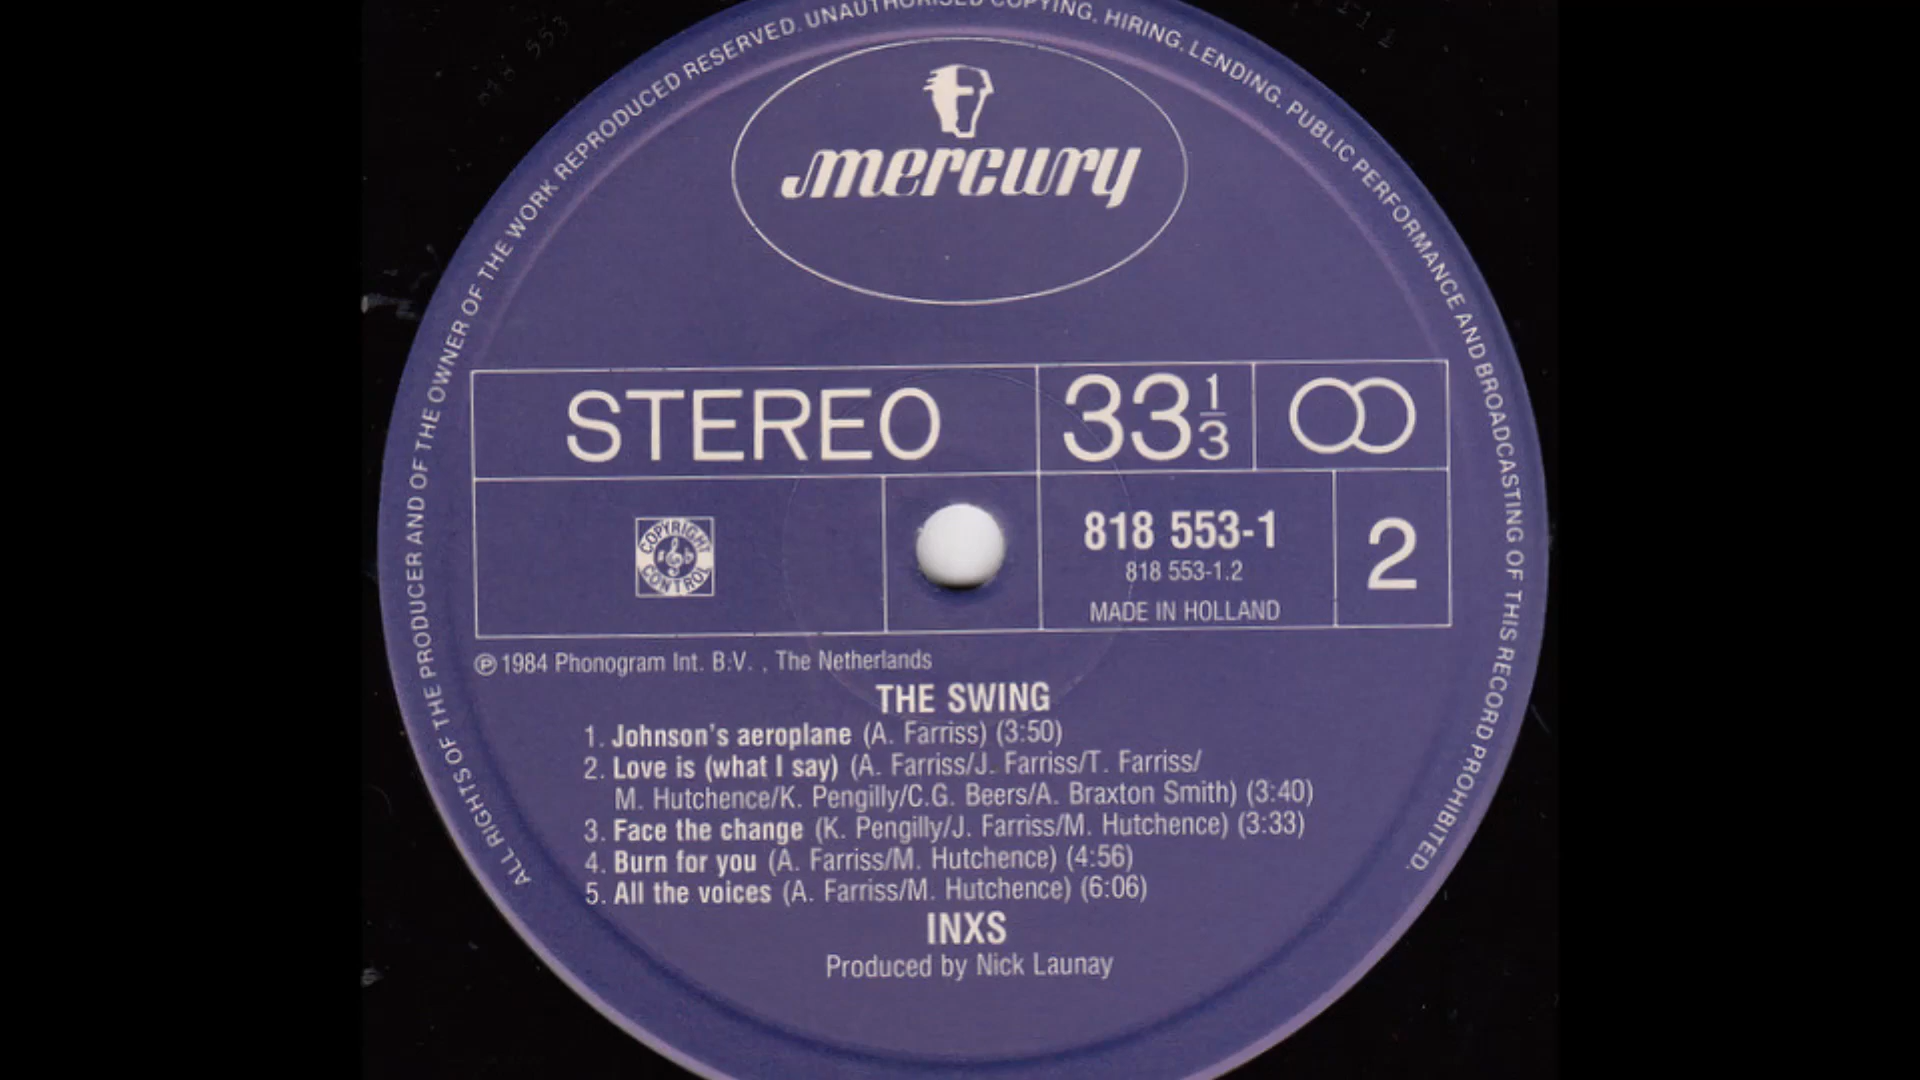 ALL RIGHTS OF THE PRODUCER AND OF THE OWNER OF THE WORK REPRODUCED RESERVED. UNAUTHORISED COPYING, HIRING, LENDING, PUBLIC PERFORMANCE AND BROADCASTING OF THIS RECORD PROHIBITED.
mercury
STEREO 33 1/3
COPYRIGHT CONTROL
818 553-1
818 553-1.2
MADE IN HOLLAND
2
℗ 1984 Phonogram Int. B.V. , The Netherlands
THE SWING
1. Johnson's aeroplane (A. Farriss) (3:50)
2. Love is (what I say) (A. Farriss/J. Farriss/T. Farriss/
M. Hutchence/K. Pengilly/C.G. Beers/A. Braxton Smith) (3:40)
3. Face the change (K. Pengilly/J. Farriss/M. Hutchence) (3:33)
4. Burn for you (A. Farriss/M. Hutchence) (4:56)
5. All the voices (A. Farriss/M. Hutchence) (6:06)
INXS
Produced by Nick Launay